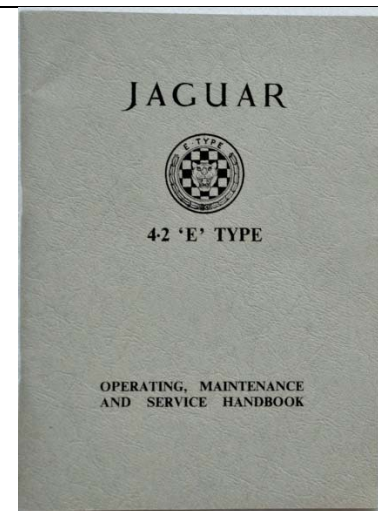 JAGUAR
E·TYPE
4·2 ‘E’ TYPE
OPERATING, MAINTENANCE
AND SERVICE HANDBOOK